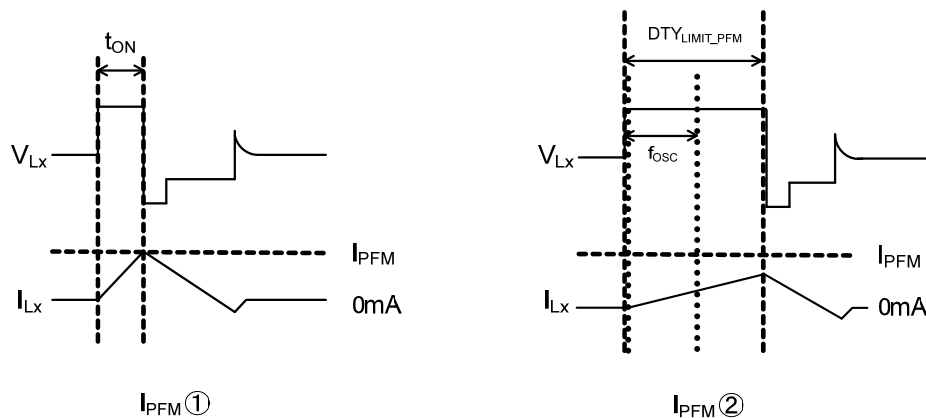 tON
VLx
IPFM
ILx
0mA
IPFM①
DTYLIMIT_PFM
VLx
fOSC
IPFM
ILx
0mA
IPFM②